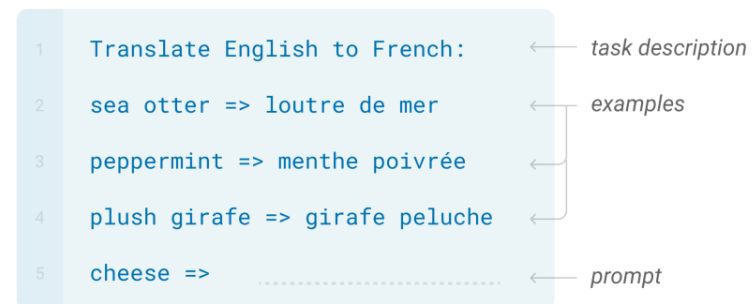 1 Translate English to French: task description
2 sea otter => loutre de mer examples
3 peppermint => menthe poivrée
4 plush girafe => girafe peluche
5 cheese => prompt